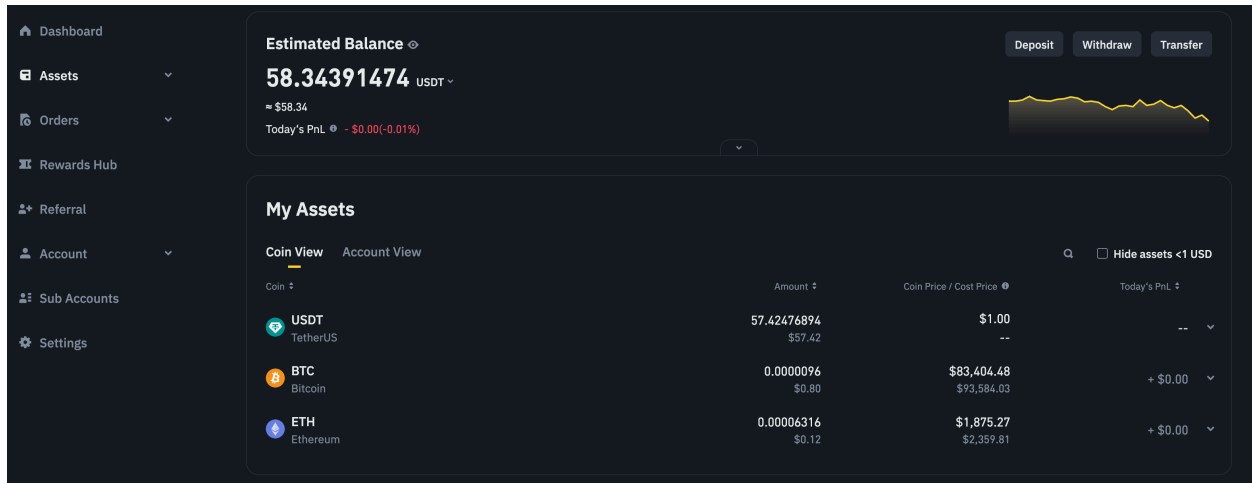 Dashboard
Assets
Orders
Rewards Hub
Referral
Account
Sub Accounts
Settings
Estimated Balance
Deposit Withdraw Transfer
58.34391474 USDT
≈ $58.34
Today's PnL - $0.00(-0.01%)
My Assets
Coin View Account View
Hide assets <1 USD
Coin Amount Coin Price / Cost Price Today's PnL
USDT 57.42476894 $1.00
TetherUS $57.42 -- --
BTC 0.0000096 $83,404.48
Bitcoin $0.80 $93,584.03 + $0.00
ETH 0.00006316 $1,875.27
Ethereum $0.12 $2,359.81 + $0.00